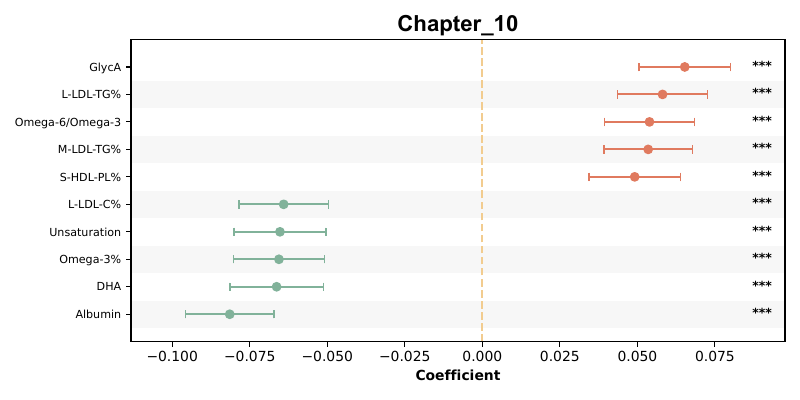 Chapter_10
GlycA ***
L-LDL-TG% ***
Omega-6/Omega-3 ***
M-LDL-TG% ***
S-HDL-PL% ***
L-LDL-C% ***
Unsaturation ***
Omega-3% ***
DHA ***
Albumin ***
−0.100 −0.075 −0.050 −0.025 0.000 0.025 0.050 0.075
Coefficient